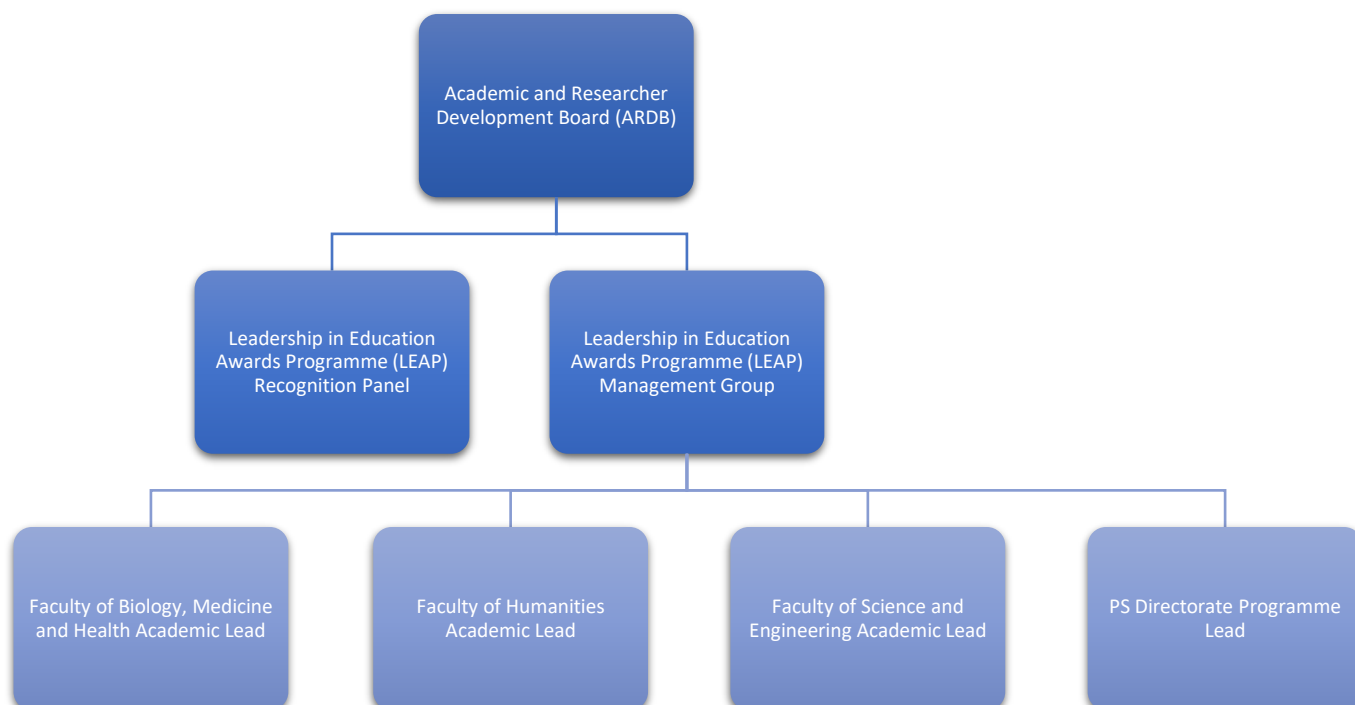 Academic and Researcher
Development Board (ARDB)
Leadership in Education
Awards Programme (LEAP)
Recognition Panel
Leadership in Education
Awards Programme (LEAP)
Management Group
Faculty of Biology, Medicine
and Health Academic Lead
Faculty of Humanities
Academic Lead
Faculty of Science and
Engineering Academic Lead
PS Directorate Programme
Lead